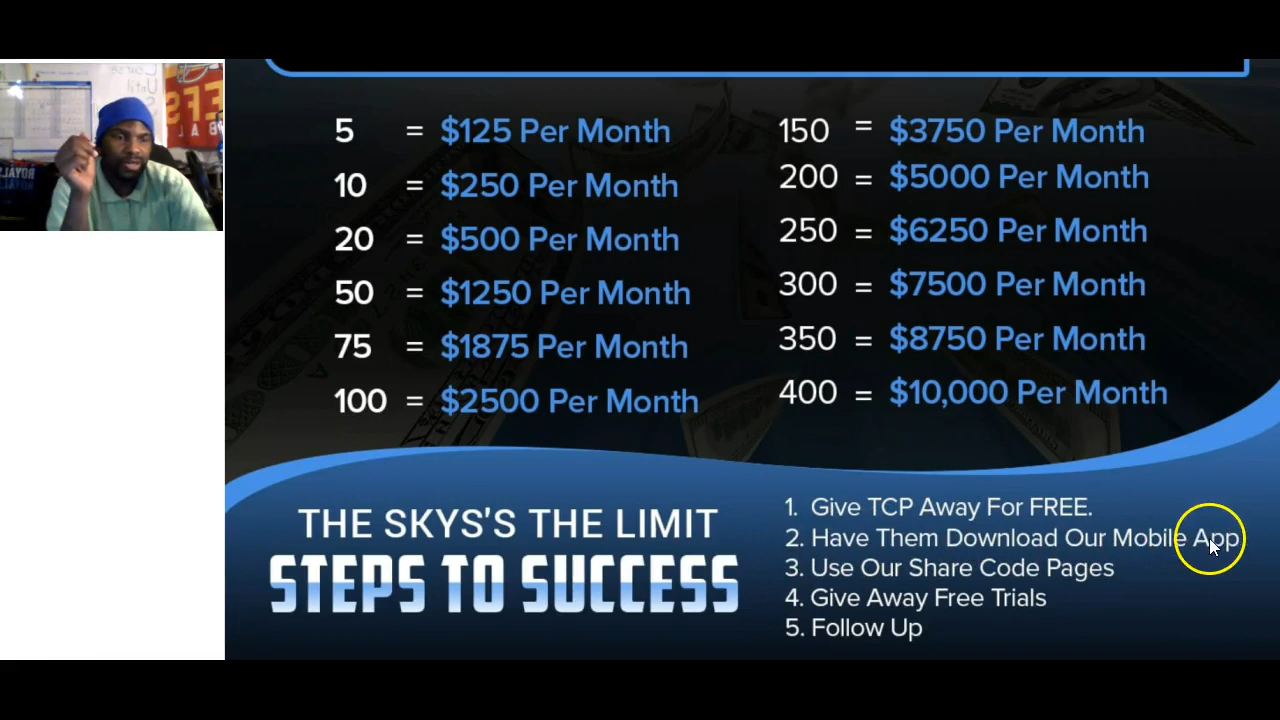 5 = $125 Per Month
10 = $250 Per Month
20 = $500 Per Month
50 = $1250 Per Month
75 = $1875 Per Month
100 = $2500 Per Month
150 = $3750 Per Month
200 = $5000 Per Month
250 = $6250 Per Month
300 = $7500 Per Month
350 = $8750 Per Month
400 = $10,000 Per Month
THE SKYS'S THE LIMIT
STEPS TO SUCCESS
1. Give TCP Away For FREE.
2. Have Them Download Our Mobile App
3. Use Our Share Code Pages
4. Give Away Free Trials
5. Follow Up